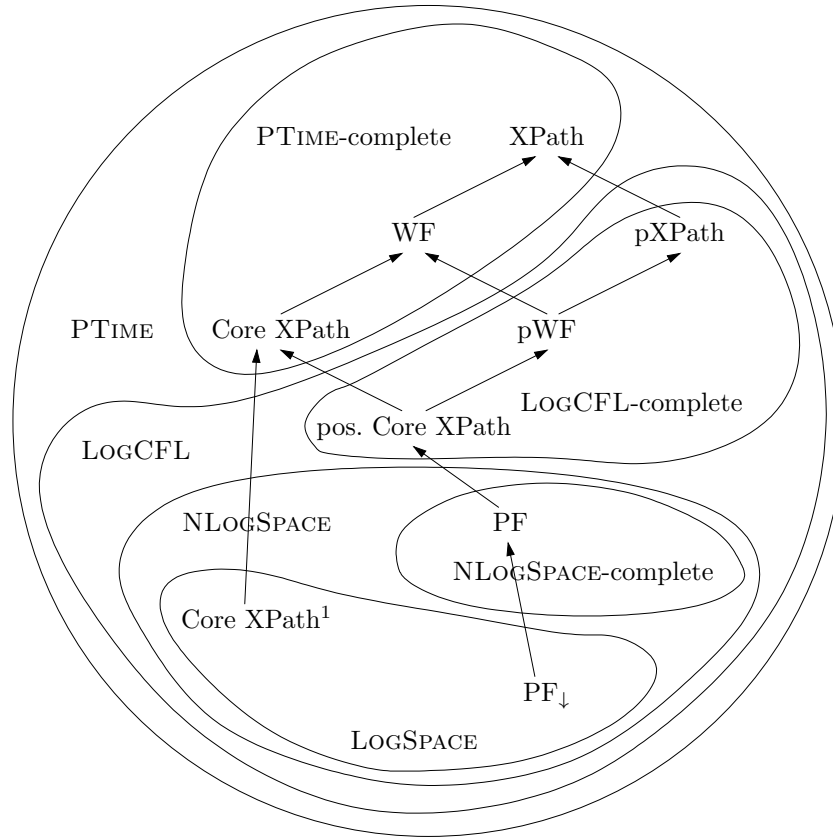 PTIME-complete
XPath
WF
pXPath
PTIME
Core XPath
pWF
LOGCFL-complete
pos. Core XPath
LOGCFL
NLOGSPACE
PF
NLOGSPACE-complete
Core XPath¹
PF↓
LOGSPACE